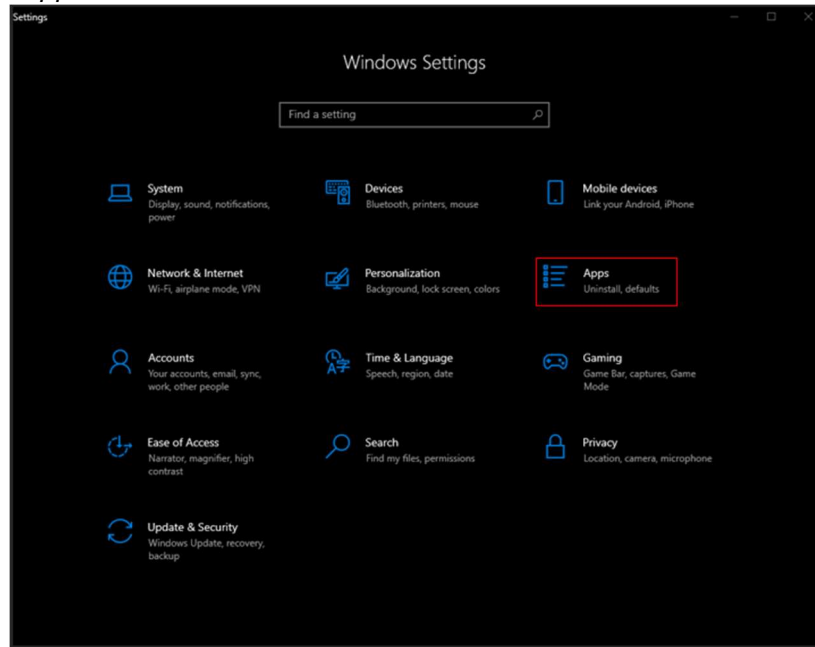 Settings
Windows Settings
Find a setting
System
Display, sound, notifications,
power
Devices
Bluetooth, printers, mouse
Mobile devices
Link your Android, iPhone
Network & Internet
Wi-Fi, airplane mode, VPN
Personalization
Background, lock screen, colors
Apps
Uninstall, defaults
Accounts
Your accounts, email, sync,
work, other people
Time & Language
Speech, region, date
Gaming
Game Bar, captures, Game
Mode
Ease of Access
Narrator, magnifier, high
contrast
Search
Find my files, permissions
Privacy
Location, camera, microphone
Update & Security
Windows Update, recovery,
backup